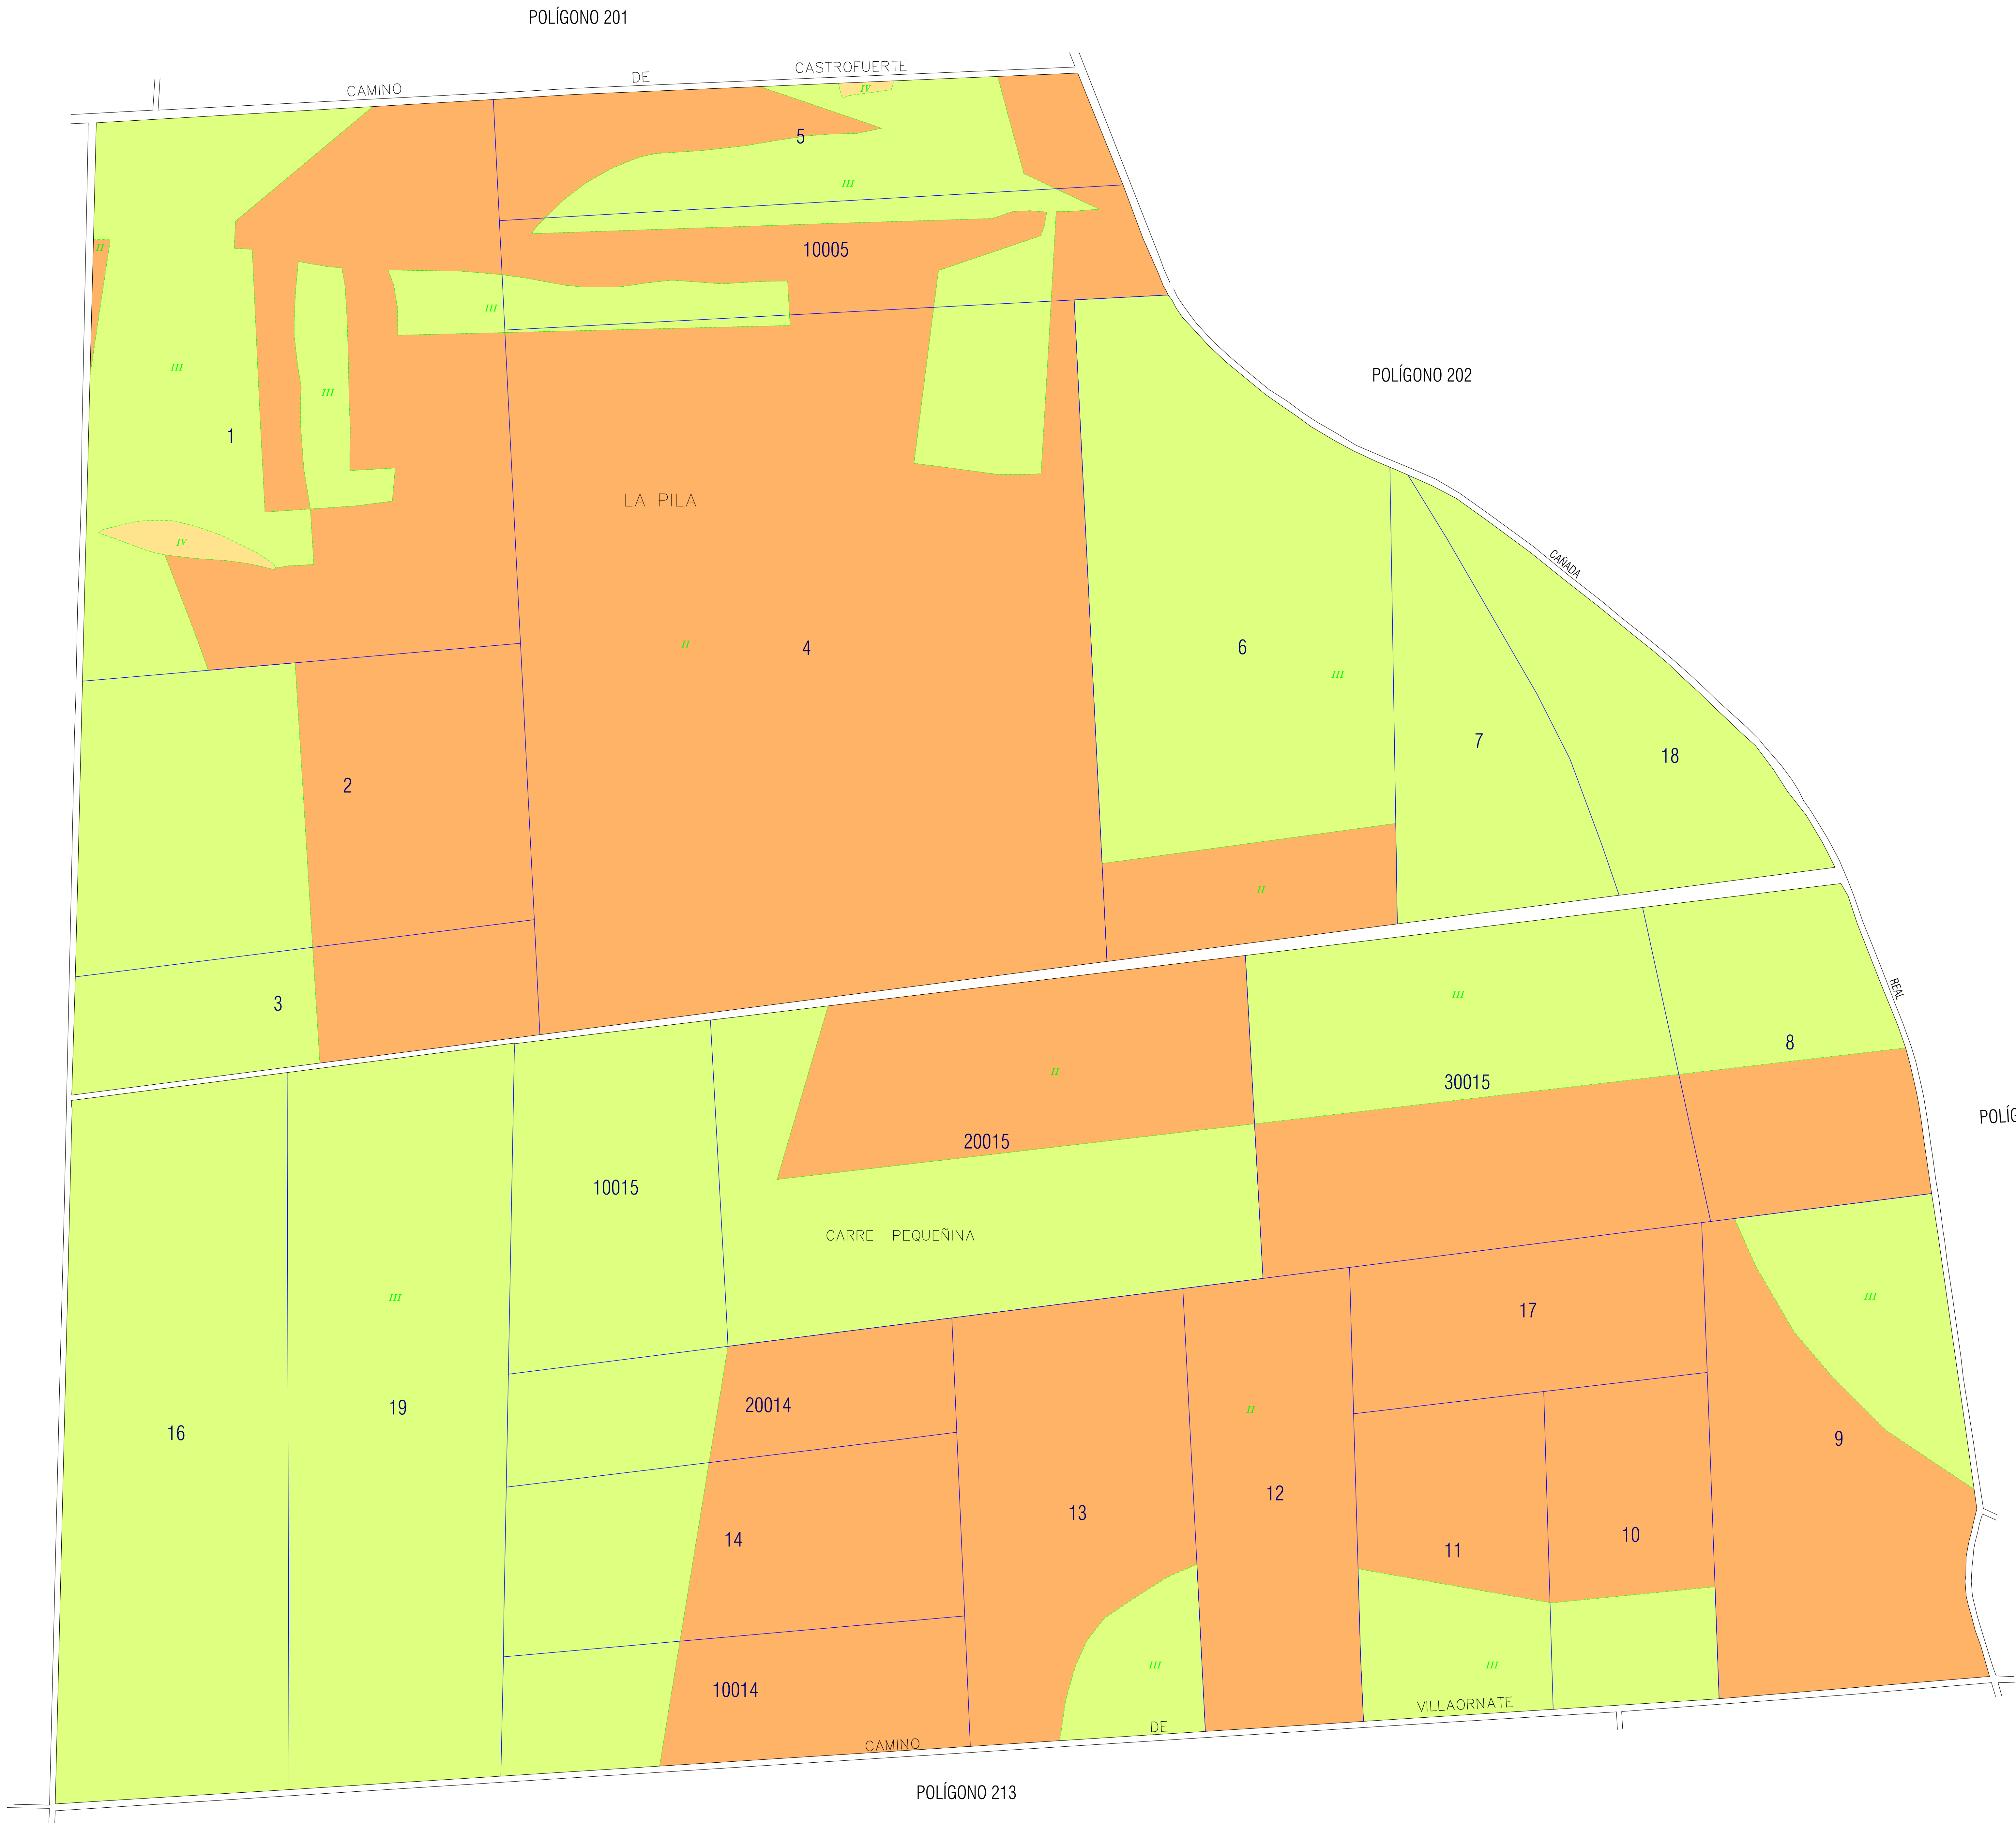 POLÍGONO 201
CAMINO DE CASTROFUERTE
IV
5
III
II
10005
III
III
III
1
POLÍGONO 202
LA PILA
IV
CAÑADA
II
4
6
III
7
18
2
II
3
III
REAL
8
II
30015
POLÍG
20015
10015
CARRE PEQUEÑINA
III
III
17
19
20014
II
16
9
12
13
14
11
10
III
III
10014
CAMINO DE VILLAORNATE
POLÍGONO 213